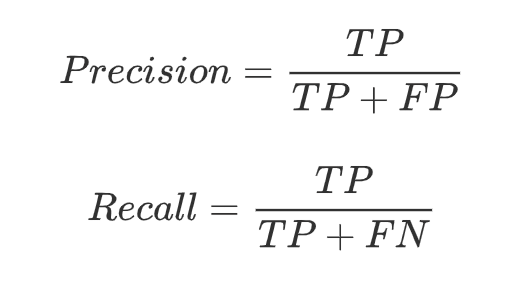 Precision = TP / TP + FP
Recall = TP / TP + FN